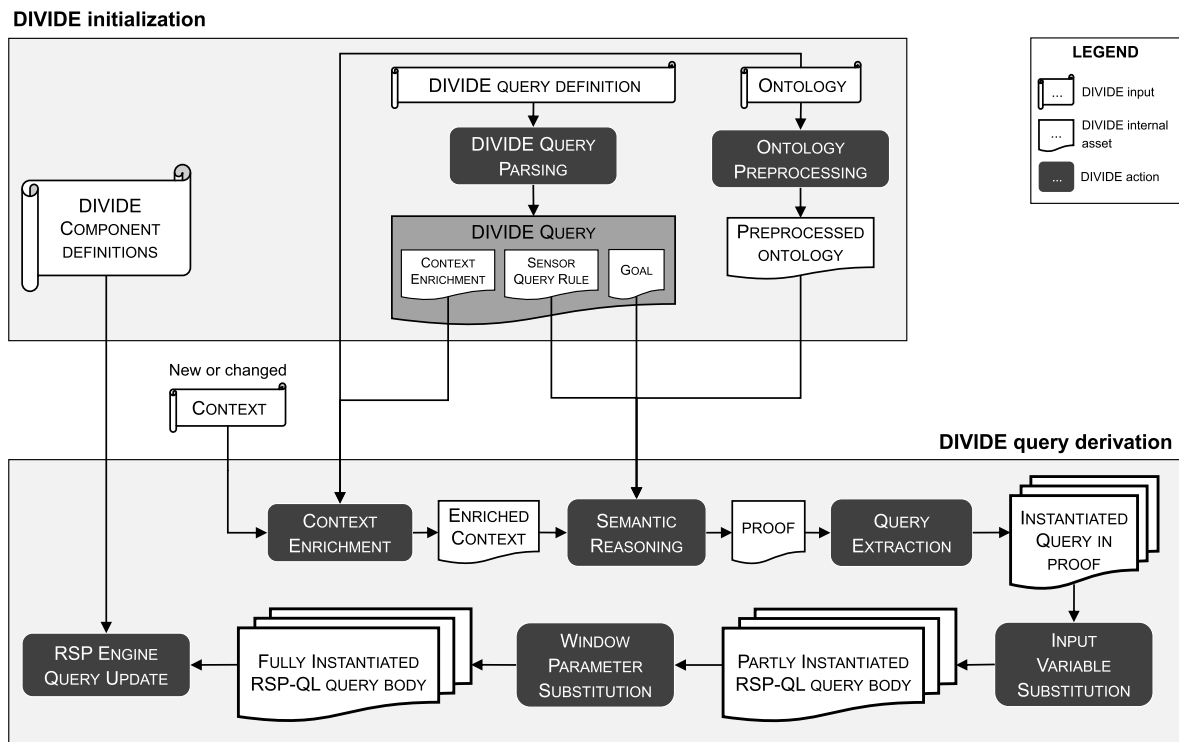 DIVIDE initialization
DIVIDE QUERY DEFINITION
ONTOLOGY
LEGEND
...
DIVIDE input
...
DIVIDE internal
asset
...
DIVIDE action
DIVIDE QUERY
PARSING
ONTOLOGY
PREPROCESSING
DIVIDE
COMPONENT
DEFINITIONS
DIVIDE QUERY
CONTEXT
ENRICHMENT
SENSOR
QUERY RULE
GOAL
PREPROCESSED
ONTOLOGY
New or changed
CONTEXT
DIVIDE query derivation
CONTEXT
ENRICHMENT
ENRICHED
CONTEXT
SEMANTIC
REASONING
PROOF
QUERY
EXTRACTION
INSTANTIATED
QUERY IN
PROOF
RSP ENGINE
QUERY UPDATE
FULLY INSTANTIATED
RSP-QL QUERY BODY
WINDOW
PARAMETER
SUBSTITUTION
PARTLY INSTANTIATED
RSP-QL QUERY BODY
INPUT
VARIABLE
SUBSTITUTION